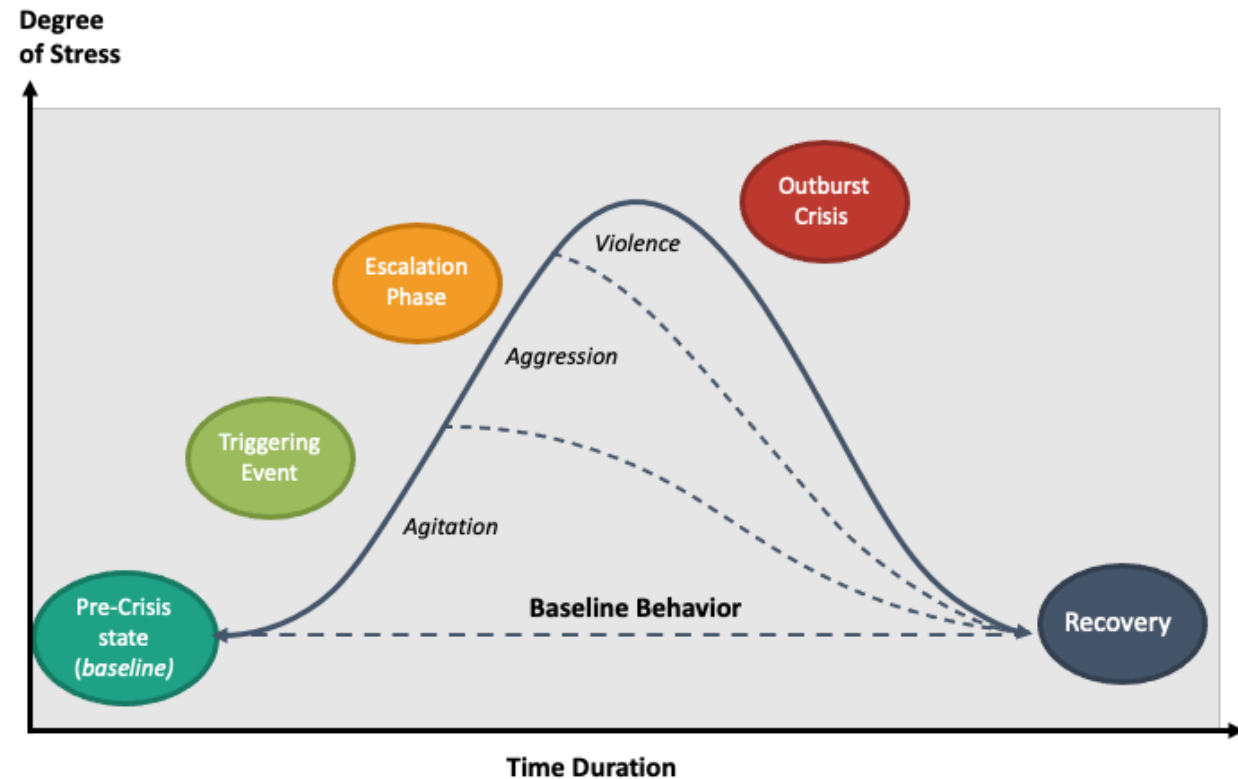 Degree
of Stress
Outburst
Crisis
Violence
Escalation
Phase
Aggression
Triggering
Event
Agitation
Pre-Crisis
state
(baseline)
Baseline Behavior
Recovery
Time Duration